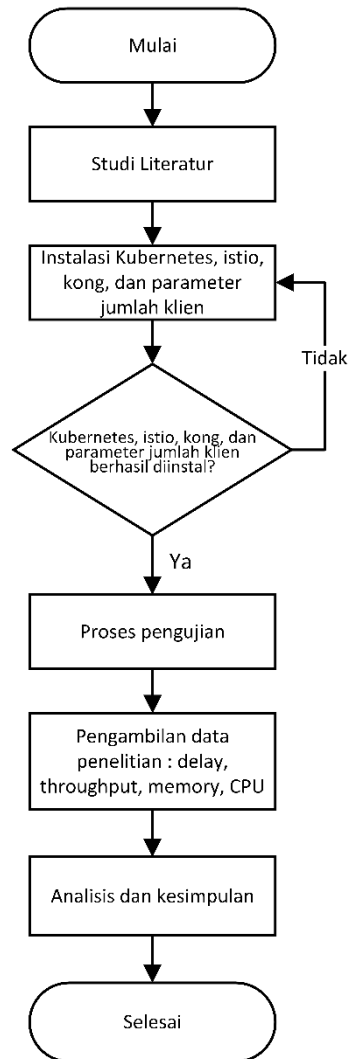 Mulai
Studi Literatur
Instalasi Kubernetes, istio,
kong, dan parameter
jumlah klien
Tidak
Kubernetes, istio, kong, dan
parameter jumlah klien
berhasil diinstal?
Ya
Proses pengujian
Pengambilan data
penelitian : delay,
throughput, memory, CPU
Analisis dan kesimpulan
Selesai